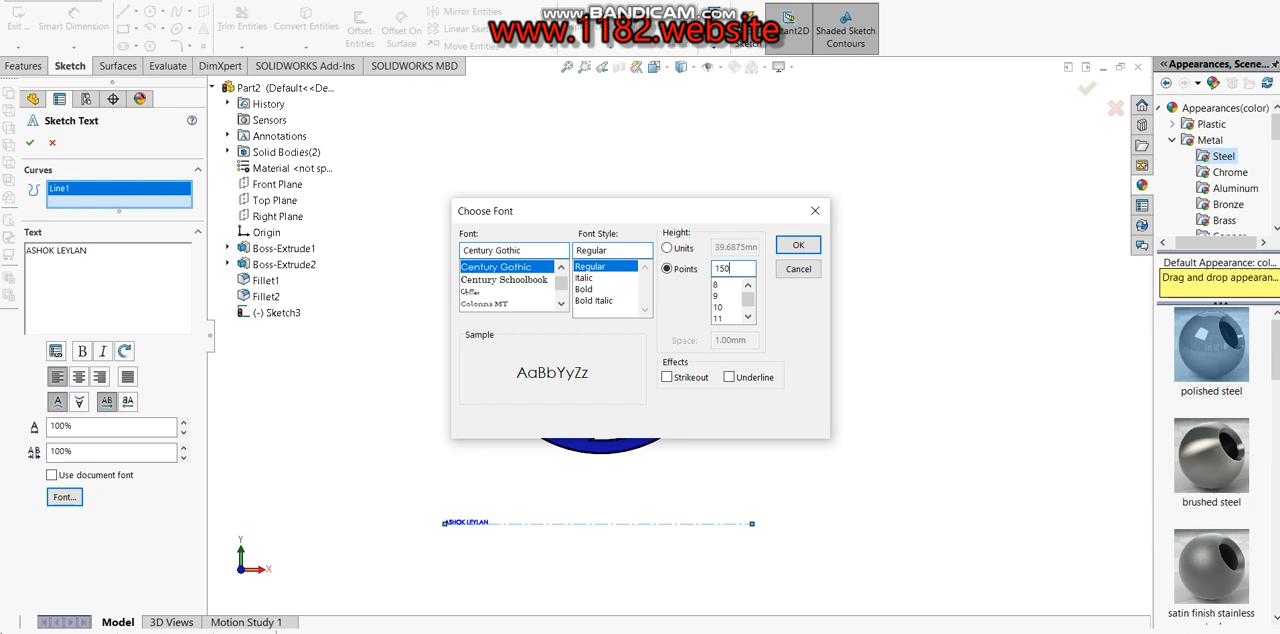 www.BANDICAM.com
www.1182.website
Exit ...
Smart Dimension
Trim Entities
Convert Entities
Offset Entities
Offset On Surface
Mirror Entities
Linear Sketch
Move Entities
Sketch
Instant2D
Shaded Sketch Contours
Features
Sketch
Surfaces
Evaluate
DimXpert
SOLIDWORKS Add-Ins
SOLIDWORKS MBD
Sketch Text
Curves
Line1
Text
ASHOK LEYLAN
B
I
100%
100%
Use document font
Font...
Part2 (Default<<De...
History
Sensors
Annotations
Solid Bodies(2)
Material <not sp...
Front Plane
Top Plane
Right Plane
Origin
Boss-Extrude1
Boss-Extrude2
Fillet1
Fillet2
(-) Sketch3
Choose Font
Font:
Century Gothic
Century Gothic
Century Schoolbook
Chiller
Colonna MT
Font Style:
Regular
Regular
Italic
Bold
Bold Italic
Height:
Units
39.6875mm
Points
150
8
9
10
11
Space:
1.00mm
OK
Cancel
Sample
AaBbYyZz
Effects
Strikeout
Underline
ASHOK LEYLAN
Y
X
Model
3D Views
Motion Study 1
Appearances, Scene...
Appearances(color)
Plastic
Metal
Steel
Chrome
Aluminum
Bronze
Brass
Default Appearance: col...
Drag and drop appearan...
polished steel
brushed steel
satin finish stainless